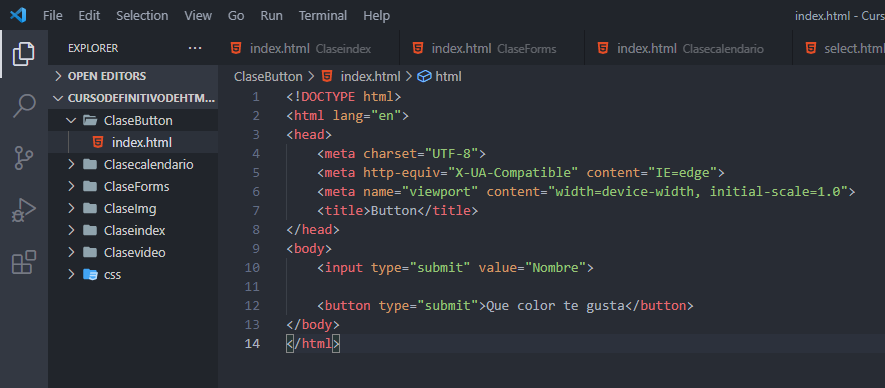 File Edit Selection View Go Run Terminal Help index.html - Curs
EXPLORER ...
index.html Claseindex index.html ClaseForms index.html Clasecalendario select.html
OPEN EDITORS
CURSODEFINITIVODEHTM...
ClaseButton
index.html
Clasecalendario
ClaseForms
ClaseImg
Claseindex
Clasevideo
css
ClaseButton > index.html > html
1 <!DOCTYPE html>
2 <html lang="en">
3 <head>
4 <meta charset="UTF-8">
5 <meta http-equiv="X-UA-Compatible" content="IE=edge">
6 <meta name="viewport" content="width=device-width, initial-scale=1.0">
7 <title>Button</title>
8 </head>
9 <body>
10 <input type="submit" value="Nombre">
11
12 <button type="submit">Que color te gusta</button>
13 </body>
14 </html>